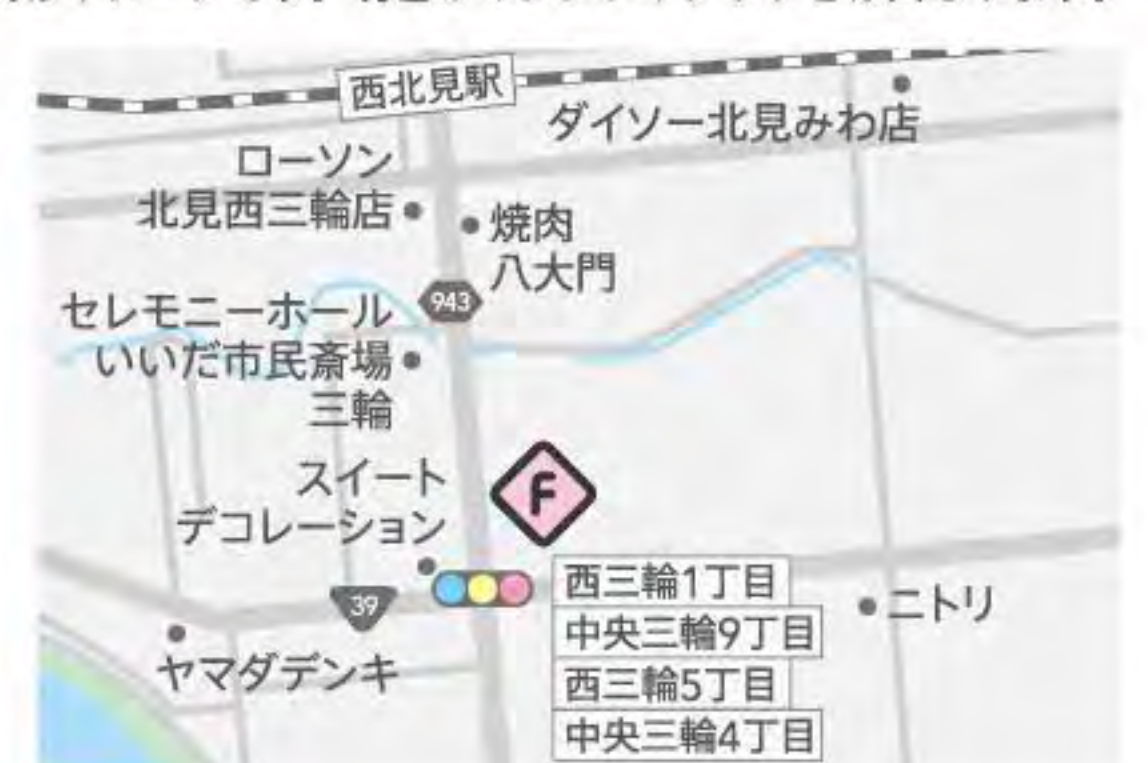 西北見駅
ダイソー北見みわ店
ローソン
北見西三輪店
焼肉
八大門
943
セレモニーホール
いいだ市民斎場
三輪
スイート
デコレーション
F
39
西三輪1丁目
中央三輪9丁目
西三輪5丁目
中央三輪4丁目
ニトリ
ヤマダデンキ